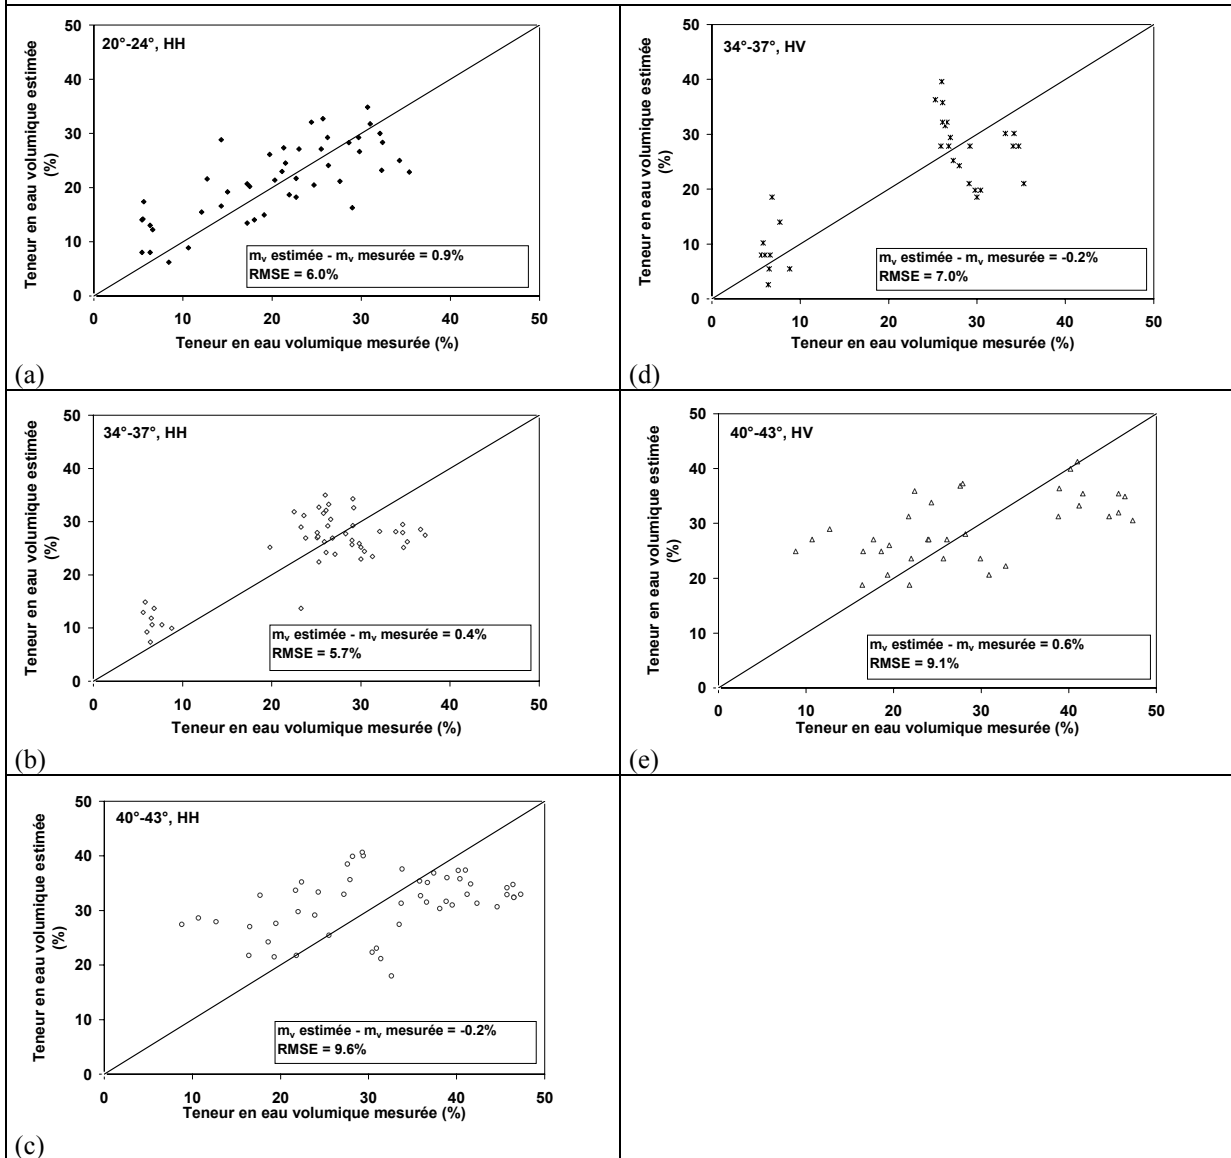 20°-24°, HH
Teneur en eau volumique estimée
(%)
50
40
30
20
10
0
mv estimée - mv mesurée = 0.9%
RMSE = 6.0%
0 10 20 30 40 50
Teneur en eau volumique mesurée (%)
(a)
34°-37°, HV
Teneur en eau volumique estimée
(%)
50
40
30
20
10
0
mv estimée - mv mesurée = -0.2%
RMSE = 7.0%
0 10 20 30 40 50
Teneur en eau volumique mesurée (%)
(d)
34°-37°, HH
Teneur en eau volumique estimée
(%)
50
40
30
20
10
0
mv estimée - mv mesurée = 0.4%
RMSE = 5.7%
0 10 20 30 40 50
Teneur en eau volumique mesurée (%)
(b)
40°-43°, HV
Teneur en eau volumique estimée
(%)
50
40
30
20
10
0
mv estimée - mv mesurée = 0.6%
RMSE = 9.1%
0 10 20 30 40 50
Teneur en eau volumique mesurée (%)
(e)
40°-43°, HH
Teneur en eau volumique estimée
(%)
50
40
30
20
10
0
mv estimée - mv mesurée = -0.2%
RMSE = 9.6%
0 10 20 30 40 50
Teneur en eau volumique mesurée (%)
(c)